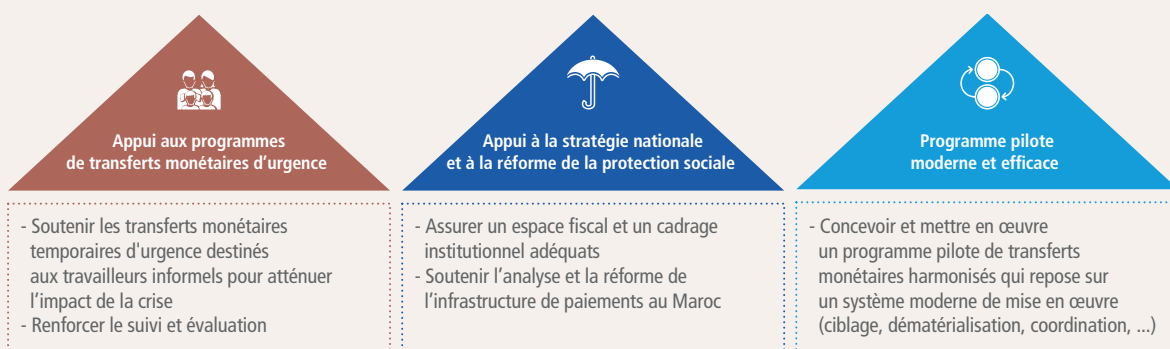 Appui aux programmes
de transferts monétaires d’urgence
- Soutenir les transferts monétaires
temporaires d'urgence destinés
aux travailleurs informels pour atténuer
l’impact de la crise
- Renforcer le suivi et évaluation
Appui à la stratégie nationale
et à la réforme de la protection sociale
- Assurer un espace fiscal et un cadrage
institutionnel adéquats
- Soutenir l’analyse et la réforme de
l’infrastructure de paiements au Maroc
Programme pilote
moderne et efficace
- Concevoir et mettre en œuvre
un programme pilote de transferts
monétaires harmonisés qui repose sur
un système moderne de mise en œuvre
(ciblage, dématérialisation, coordination, ...)